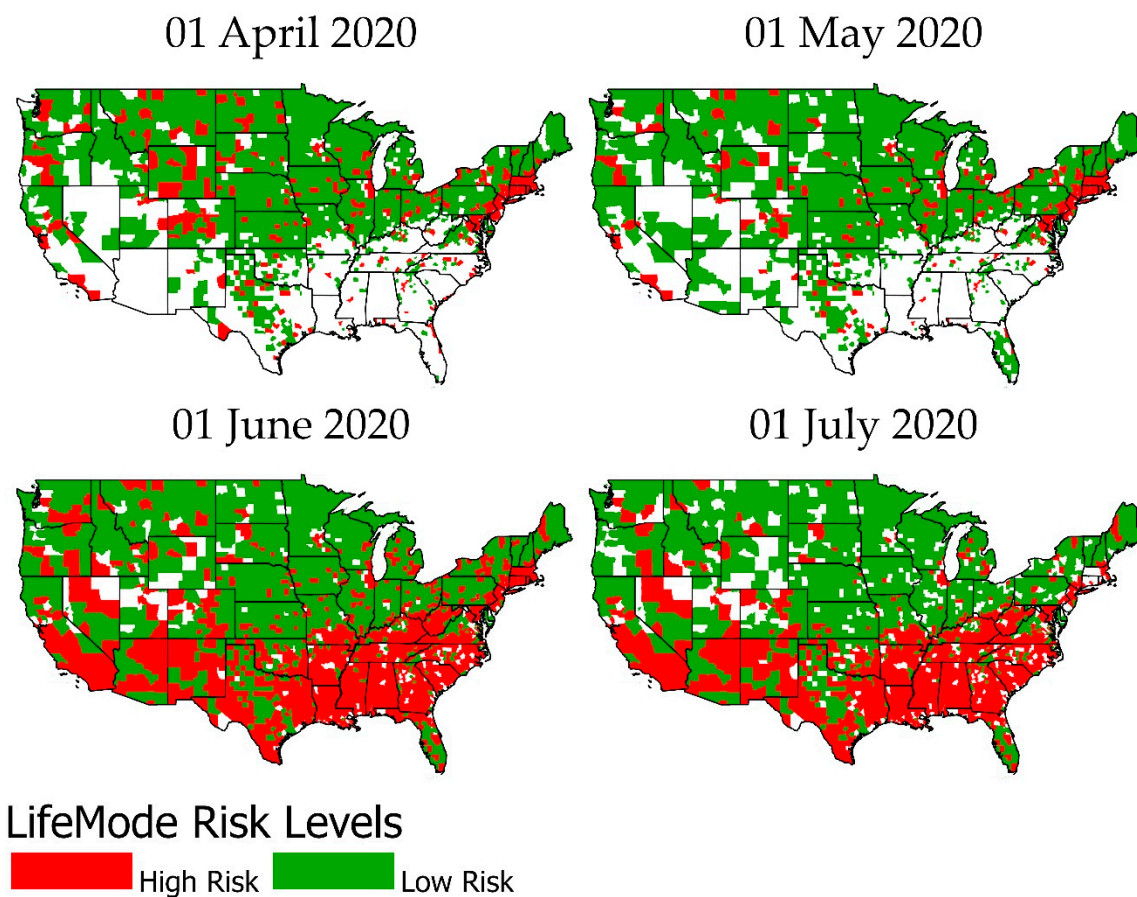 01 April 2020
01 May 2020
01 June 2020
01 July 2020
LifeMode Risk Levels
High Risk
Low Risk